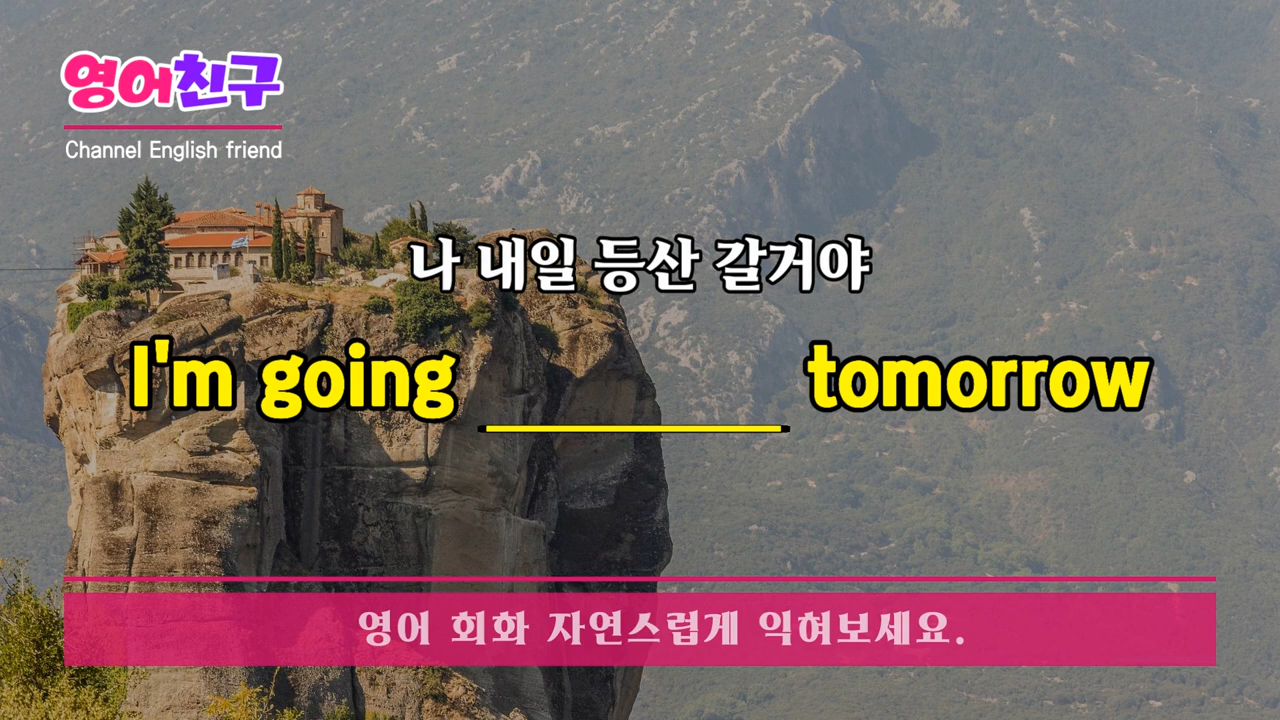 영어친구
Channel English friend
나 내일 등산 갈거야
I'm going ________ tomorrow
영어 회화 자연스럽게 익혀보세요.